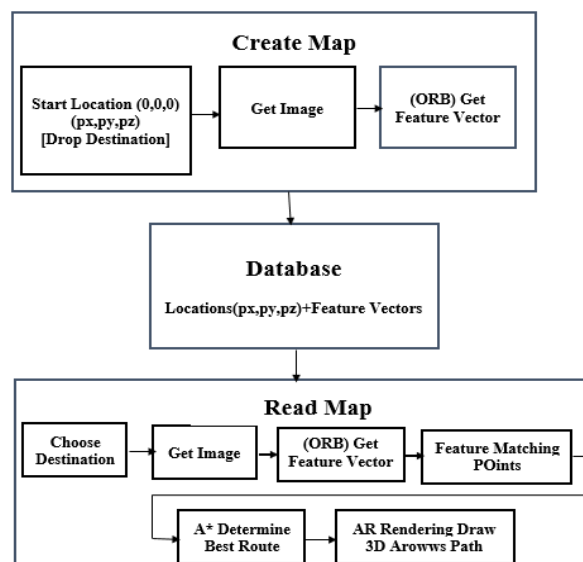 Create Map
Start Location (0,0,0)
(px,py,pz)
[Drop Destination]
Get Image
(ORB) Get
Feature Vector
Database
Locations(px,py,pz)+Feature Vectors
Read Map
Choose
Destination
Get Image
(ORB) Get
Feature Vector
Feature Matching
POints
A* Determine
Best Route
AR Rendering Draw
3D Arowws Path